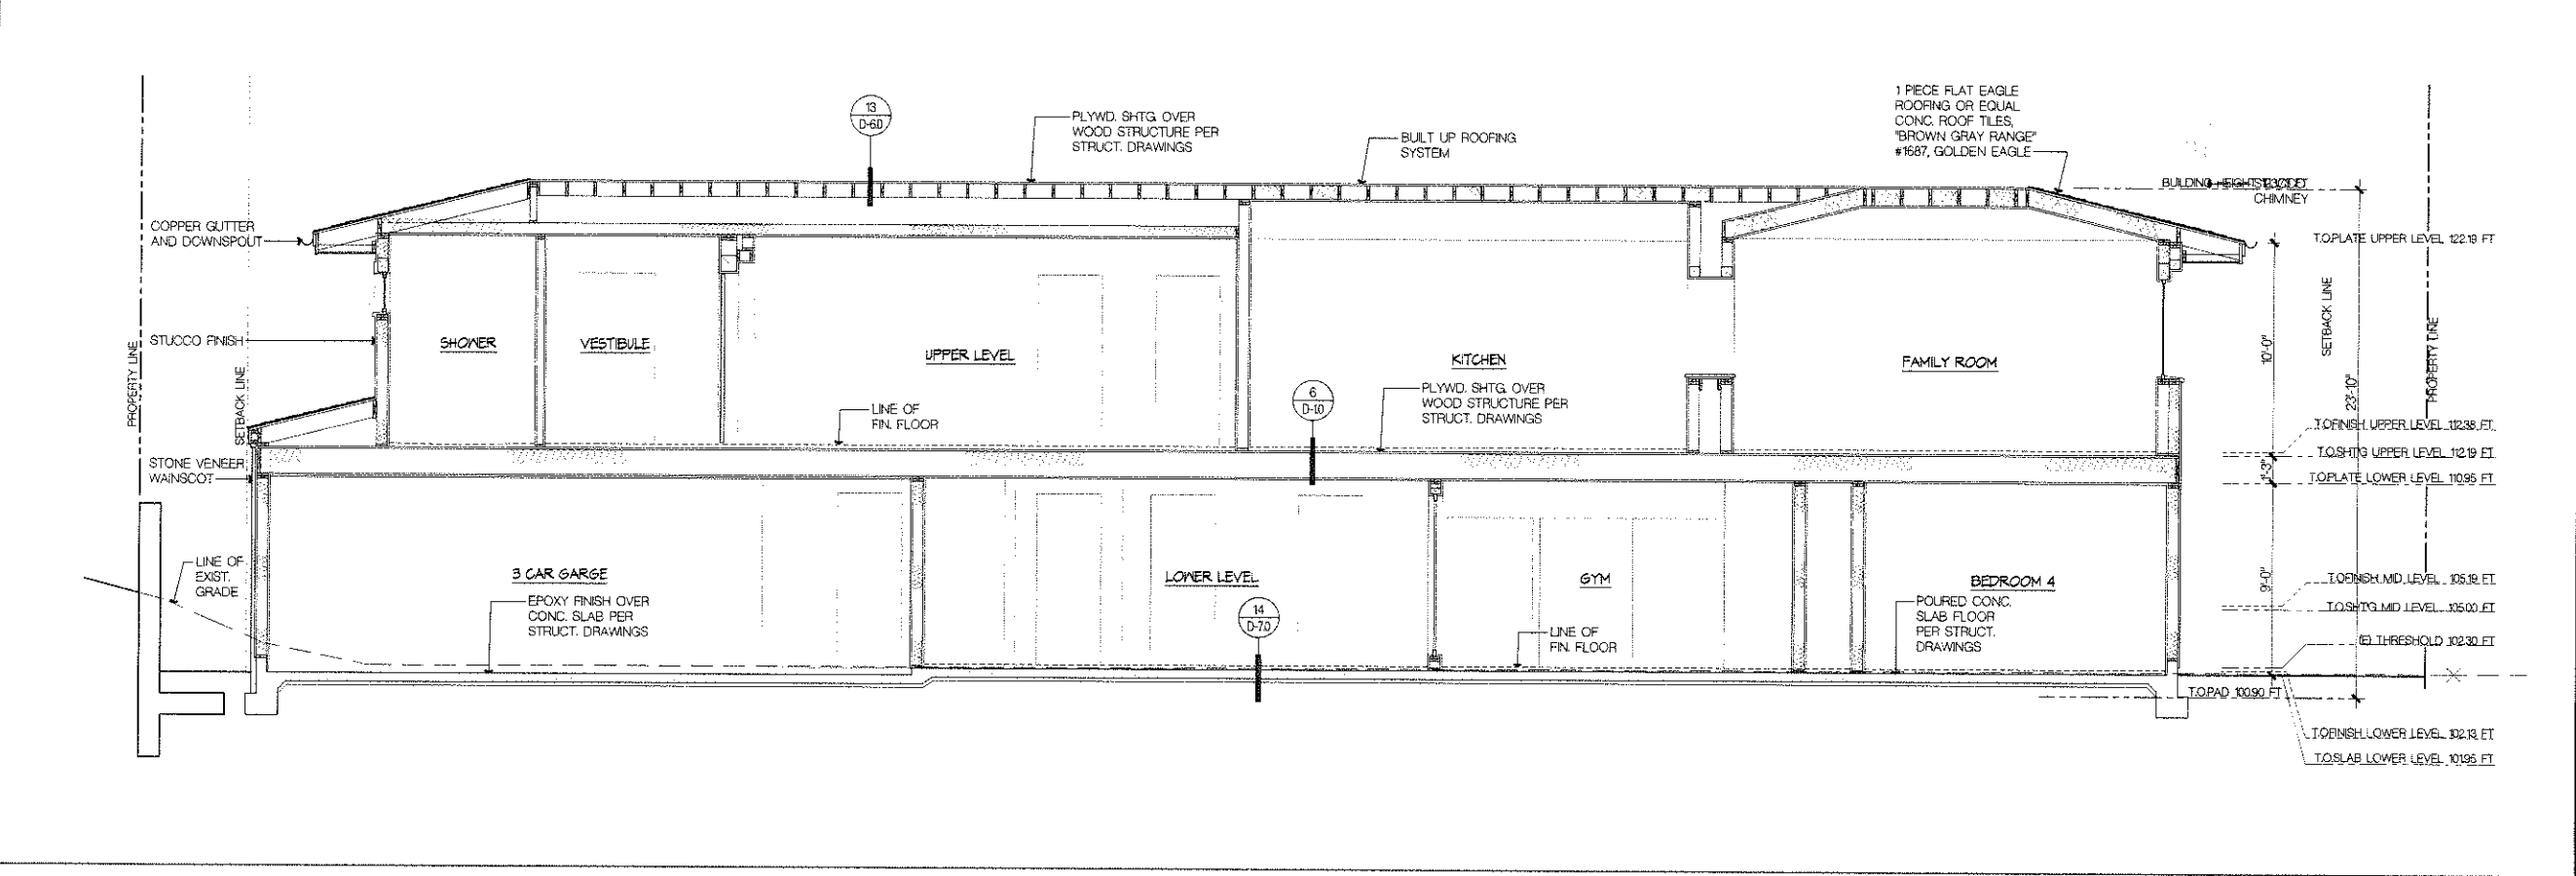 1 PIECE FLAT EAGLE
ROOFING OR EQUAL
CONC. ROOF TILES,
"BROWN GRAY RANGE"
#1687, GOLDEN EAGLE
13
D-6.0
PLYWD. SHTG. OVER
WOOD STRUCTURE PER
STRUCT. DRAWINGS
BUILT UP ROOFING
SYSTEM
BUILDING HEIGHT
CHIMNEY
COPPER GUTTER
AND DOWNSPOUT
T.O.PLATE UPPER LEVEL 122.19 FT
SETBACK LINE
PROPERTY LINE
STUCCO FINISH
SHOWER
VESTIBULE
UPPER LEVEL
KITCHEN
FAMILY ROOM
10'-0"
23'-10"
PROPERTY LINE
SETBACK LINE
6
D-1.0
PLYWD. SHTG. OVER
WOOD STRUCTURE PER
STRUCT. DRAWINGS
LINE OF
FIN. FLOOR
T.O.FINISH UPPER LEVEL 112.38 FT
T.O.SHTG UPPER LEVEL 112.19 FT
STONE VENEER
WAINSCOT
1'-3"
T.O.PLATE LOWER LEVEL 110.95 FT
LINE OF
EXIST.
GRADE
3 CAR GARGE
EPOXY FINISH OVER
CONC. SLAB PER
STRUCT. DRAWINGS
LOWER LEVEL
14
D-7.0
GYM
LINE OF
FIN. FLOOR
BEDROOM 4
POURED CONC.
SLAB FLOOR
PER STRUCT.
DRAWINGS
9'-0"
T.O.FINISH MID LEVEL 105.19 FT
T.O.SHTG MID LEVEL 105.00 FT
(E) THRESHOLD 102.30 FT
T.O.PAD 100.90 FT
T.O.FINISH LOWER LEVEL 102.13 FT
T.O.SLAB LOWER LEVEL 101.95 FT